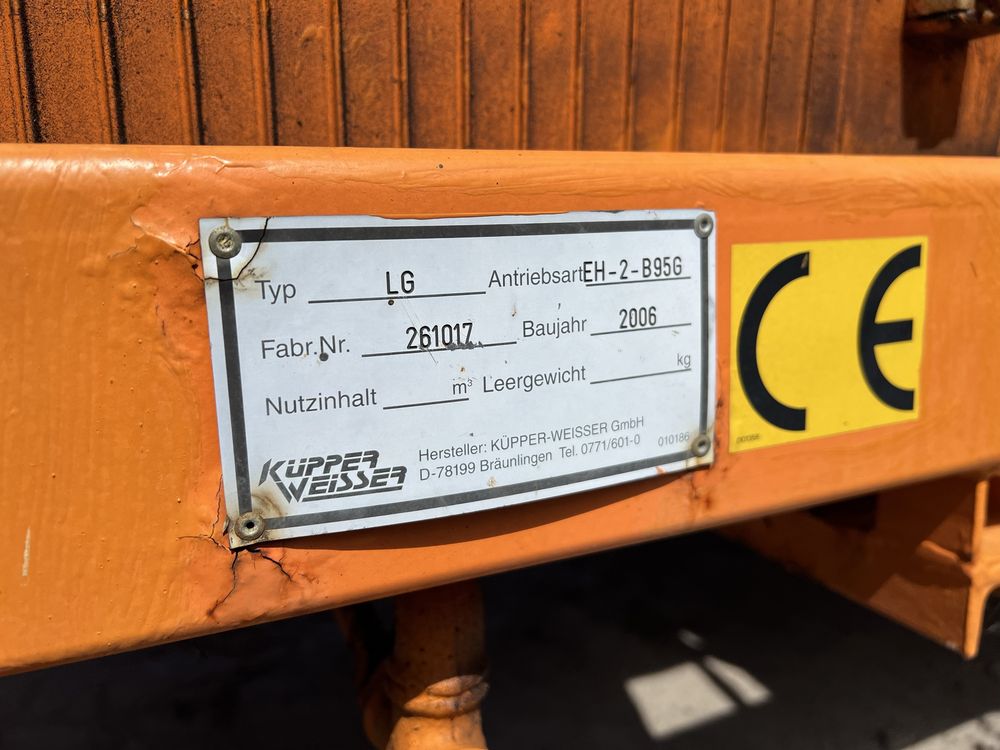 Typ LG Antriebsart EH-2-B95G
Fabr.Nr. 261017 Baujahr 2006
Nutzinhalt m³ Leergewicht kg
KÜPPER WEISSER
Hersteller: KÜPPER-WEISSER GmbH
D-78199 Bräunlingen Tel. 0771/601-0 010186
CE